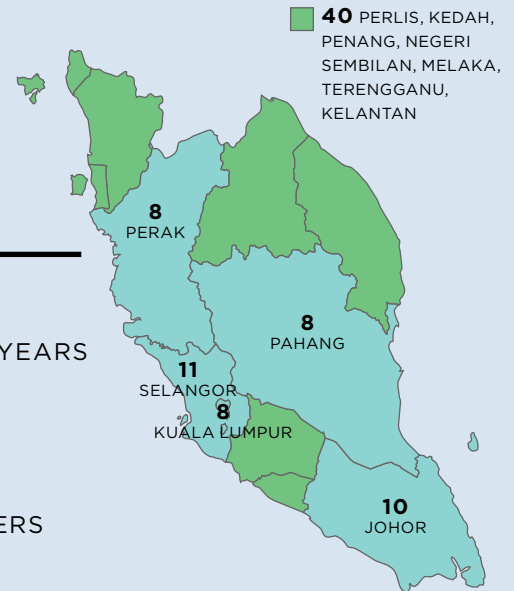 40 PERLIS, KEDAH,
PENANG, NEGERI
SEMBILAN, MELAKA,
TERENGGANU,
KELANTAN
8
PERAK
8
PAHANG
YEARS
11
SELANGOR
8
KUALA LUMPUR
10
JOHOR
ERS